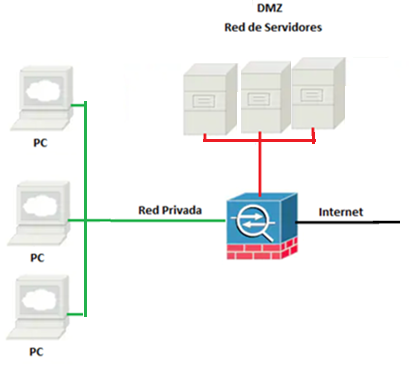 DMZ
Red de Servidores
PC
Red Privada
Internet
PC
PC